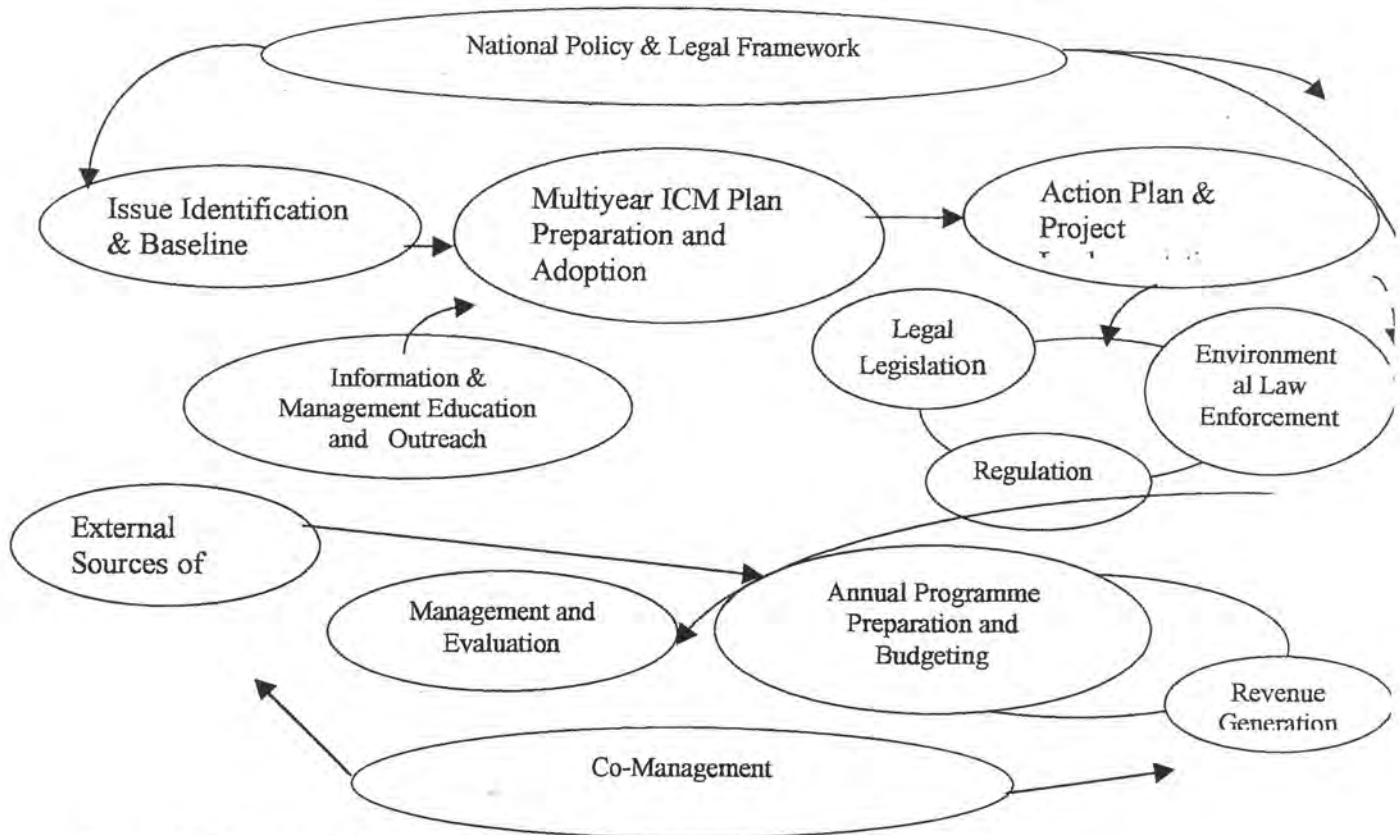 National Policy & Legal Framework
Issue Identification
& Baseline
Multiyear ICM Plan
Preparation and
Adoption
Action Plan &
Project
Information &
Management Education
and Outreach
Legal
Legislation
Environment
al Law
Enforcement
Regulation
External
Sources of
Management and
Evaluation
Annual Programme
Preparation and
Budgeting
Revenue
Generation
Co-Management